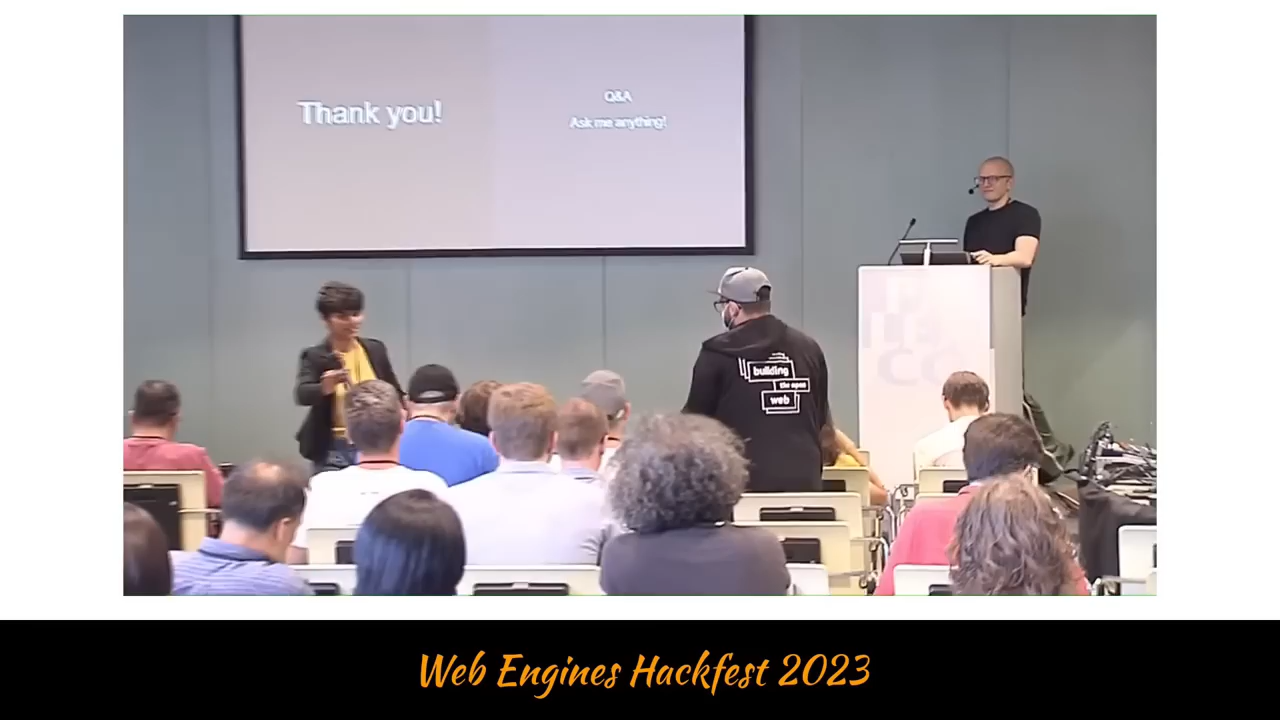 Thank you!
Q&A
Ask me anything!
building
the open
web
Web Engines Hackfest 2023